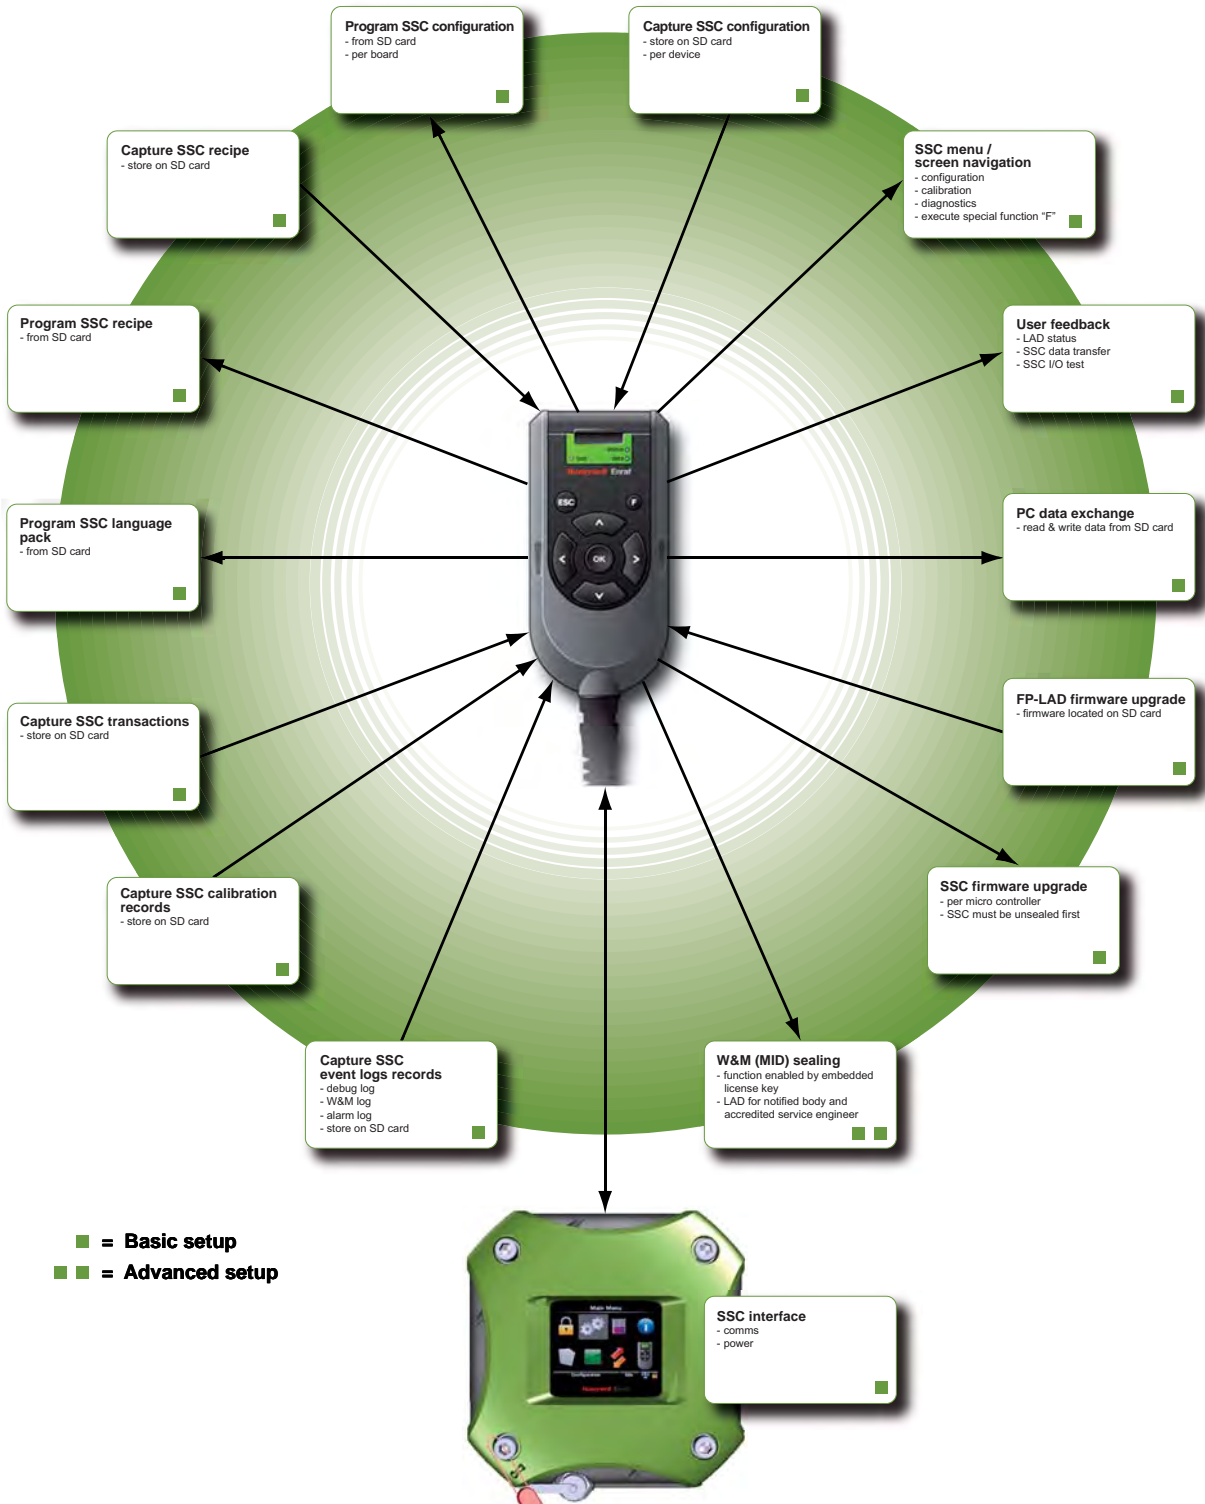 Program SSC configuration
- from SD card
- per board
Capture SSC configuration
- store on SD card
- per device
Capture SSC recipe
- store on SD card
SSC menu /
screen navigation
- configuration
- calibration
- diagnostics
- execute special function “F”
Program SSC recipe
- from SD card
User feedback
- LAD status
- SSC data transfer
- SSC I/O test
Honeywell Enraf
ESC
F
OK
Program SSC language
pack
- from SD card
PC data exchange
- read & write data from SD card
Capture SSC transactions
- store on SD card
FP-LAD firmware upgrade
- firmware located on SD card
Capture SSC calibration
records
- store on SD card
SSC firmware upgrade
- per micro controller
- SSC must be unsealed first
Capture SSC
event logs records
- debug log
- W&M log
- alarm log
- store on SD card
W&M (MID) sealing
- function enabled by embedded
license key
- LAD for notified body and
accredited service engineer
= Basic setup
= Advanced setup
Main Menu
Configuration
Honeywell Enraf
SSC interface
- comms
- power